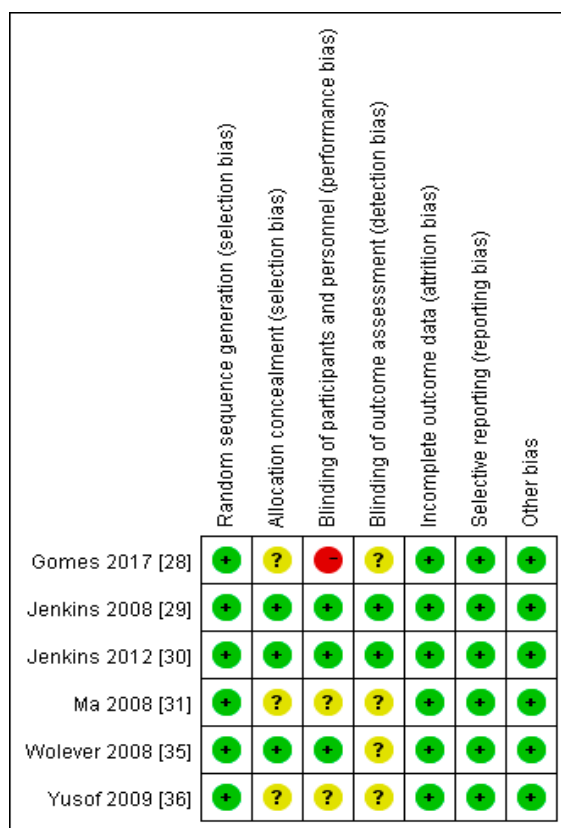 Random sequence generation (selection bias)
Allocation concealment (selection bias)
Blinding of participants and personnel (performance bias)
Blinding of outcome assessment (detection bias)
Incomplete outcome data (attrition bias)
Selective reporting (reporting bias)
Other bias
Gomes 2017 [28] + ? - ? + + +
Jenkins 2008 [29] + + + + + + +
Jenkins 2012 [30] + + + + + + +
Ma 2008 [31] + ? ? ? + + +
Wolever 2008 [35] + + + ? + + +
Yusof 2009 [36] + ? ? ? + + +